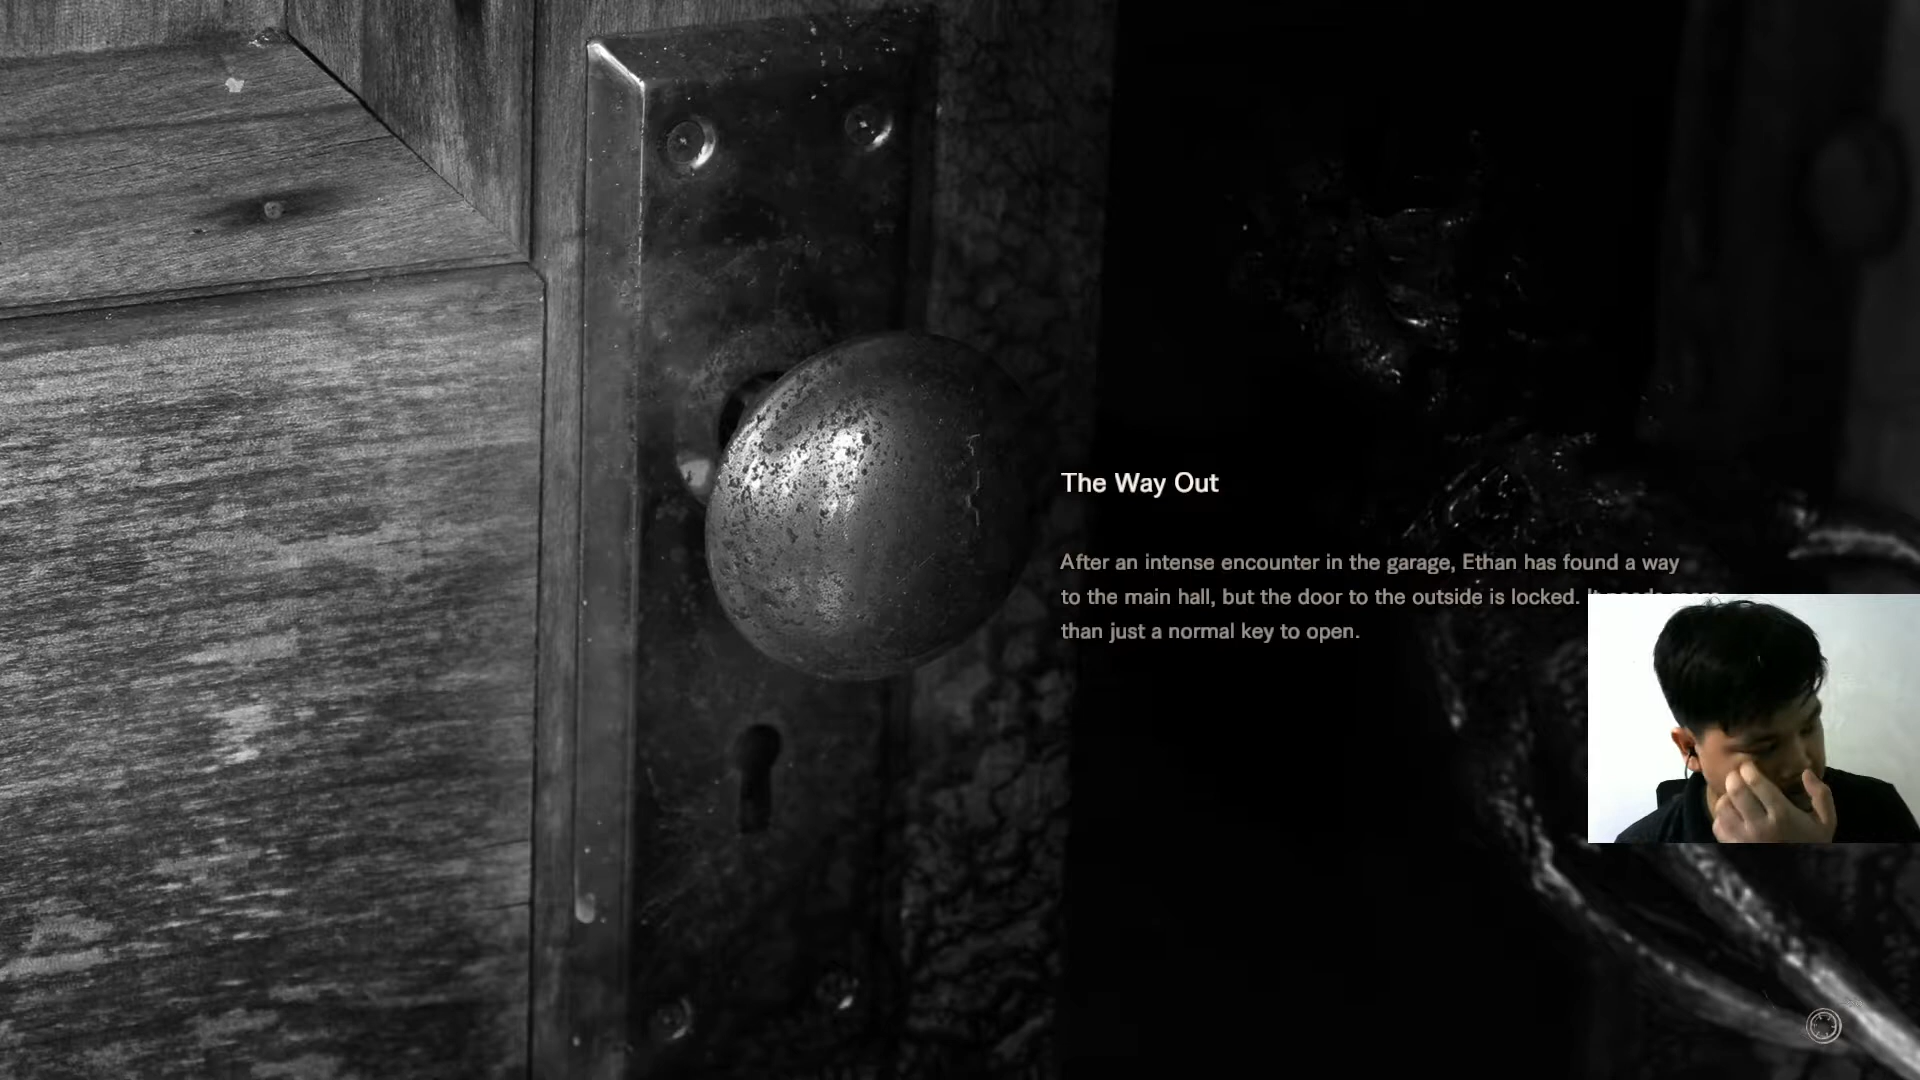 The Way Out
After an intense encounter in the garage, Ethan has found a way
to the main hall, but the door to the outside is locked.
than just a normal key to open.